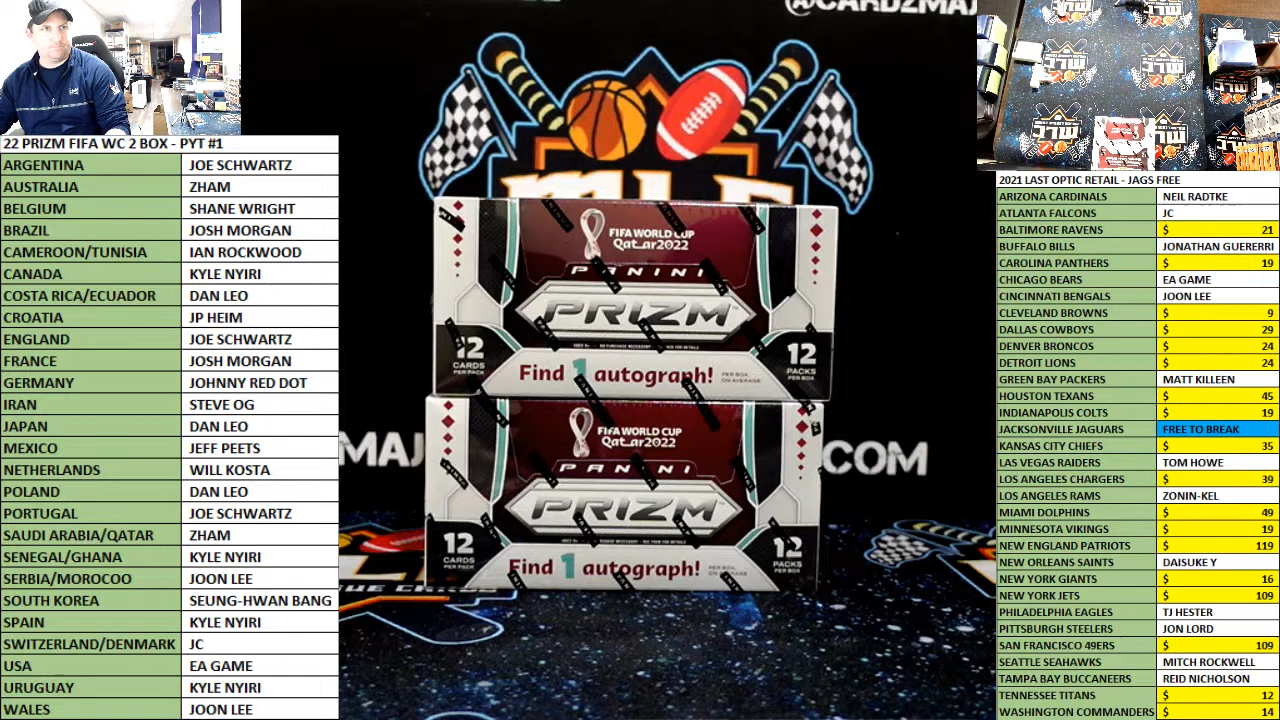 @CARDZMAJ
22 PRIZM FIFA WC 2 BOX - PYT #1
ARGENTINA JOE SCHWARTZ
AUSTRALIA ZHAM
BELGIUM SHANE WRIGHT
BRAZIL JOSH MORGAN
CAMEROON/TUNISIA IAN ROCKWOOD
CANADA KYLE NYIRI
COSTA RICA/ECUADOR DAN LEO
CROATIA JP HEIM
ENGLAND JOE SCHWARTZ
FRANCE JOSH MORGAN
GERMANY JOHNNY RED DOT
IRAN STEVE OG
JAPAN DAN LEO
MEXICO JEFF PEETS
NETHERLANDS WILL KOSTA
POLAND DAN LEO
PORTUGAL JOE SCHWARTZ
SAUDI ARABIA/QATAR ZHAM
SENEGAL/GHANA KYLE NYIRI
SERBIA/MOROCOO JOON LEE
SOUTH KOREA SEUNG-HWAN BANG
SPAIN KYLE NYIRI
SWITZERLAND/DENMARK JC
USA EA GAME
URUGUAY KYLE NYIRI
WALES JOON LEE
FIFA WORLD CUP
Qatar2022
PANINI
PRIZM
12 CARDS PER PACK
Find 1 autograph!
PER BOX, ON AVERAGE
12 PACKS PER BOX
MAJ
.COM
FIFA WORLD CUP
Qatar2022
PANINI
PRIZM
12 CARDS PER PACK
Find 1 autograph!
12 PACKS PER BOX
2021 LAST OPTIC RETAIL - JAGS FREE
ARIZONA CARDINALS NEIL RADTKE
ATLANTA FALCONS JC
BALTIMORE RAVENS $ 21
BUFFALO BILLS JONATHAN GUERERRI
CAROLINA PANTHERS $ 19
CHICAGO BEARS EA GAME
CINCINNATI BENGALS JOON LEE
CLEVELAND BROWNS $ 9
DALLAS COWBOYS $ 29
DENVER BRONCOS $ 24
DETROIT LIONS $ 24
GREEN BAY PACKERS MATT KILLEEN
HOUSTON TEXANS $ 45
INDIANAPOLIS COLTS $ 19
JACKSONVILLE JAGUARS FREE TO BREAK
KANSAS CITY CHIEFS $ 35
LAS VEGAS RAIDERS TOM HOWE
LOS ANGELES CHARGERS $ 39
LOS ANGELES RAMS ZONIN-KEL
MIAMI DOLPHINS $ 49
MINNESOTA VIKINGS $ 19
NEW ENGLAND PATRIOTS $ 119
NEW ORLEANS SAINTS DAISUKE Y
NEW YORK GIANTS $ 16
NEW YORK JETS $ 109
PHILADELPHIA EAGLES TJ HESTER
PITTSBURGH STEELERS JON LORD
SAN FRANCISCO 49ERS $ 109
SEATTLE SEAHAWKS MITCH ROCKWELL
TAMPA BAY BUCCANEERS REID NICHOLSON
TENNESSEE TITANS $ 12
WASHINGTON COMMANDERS $ 14